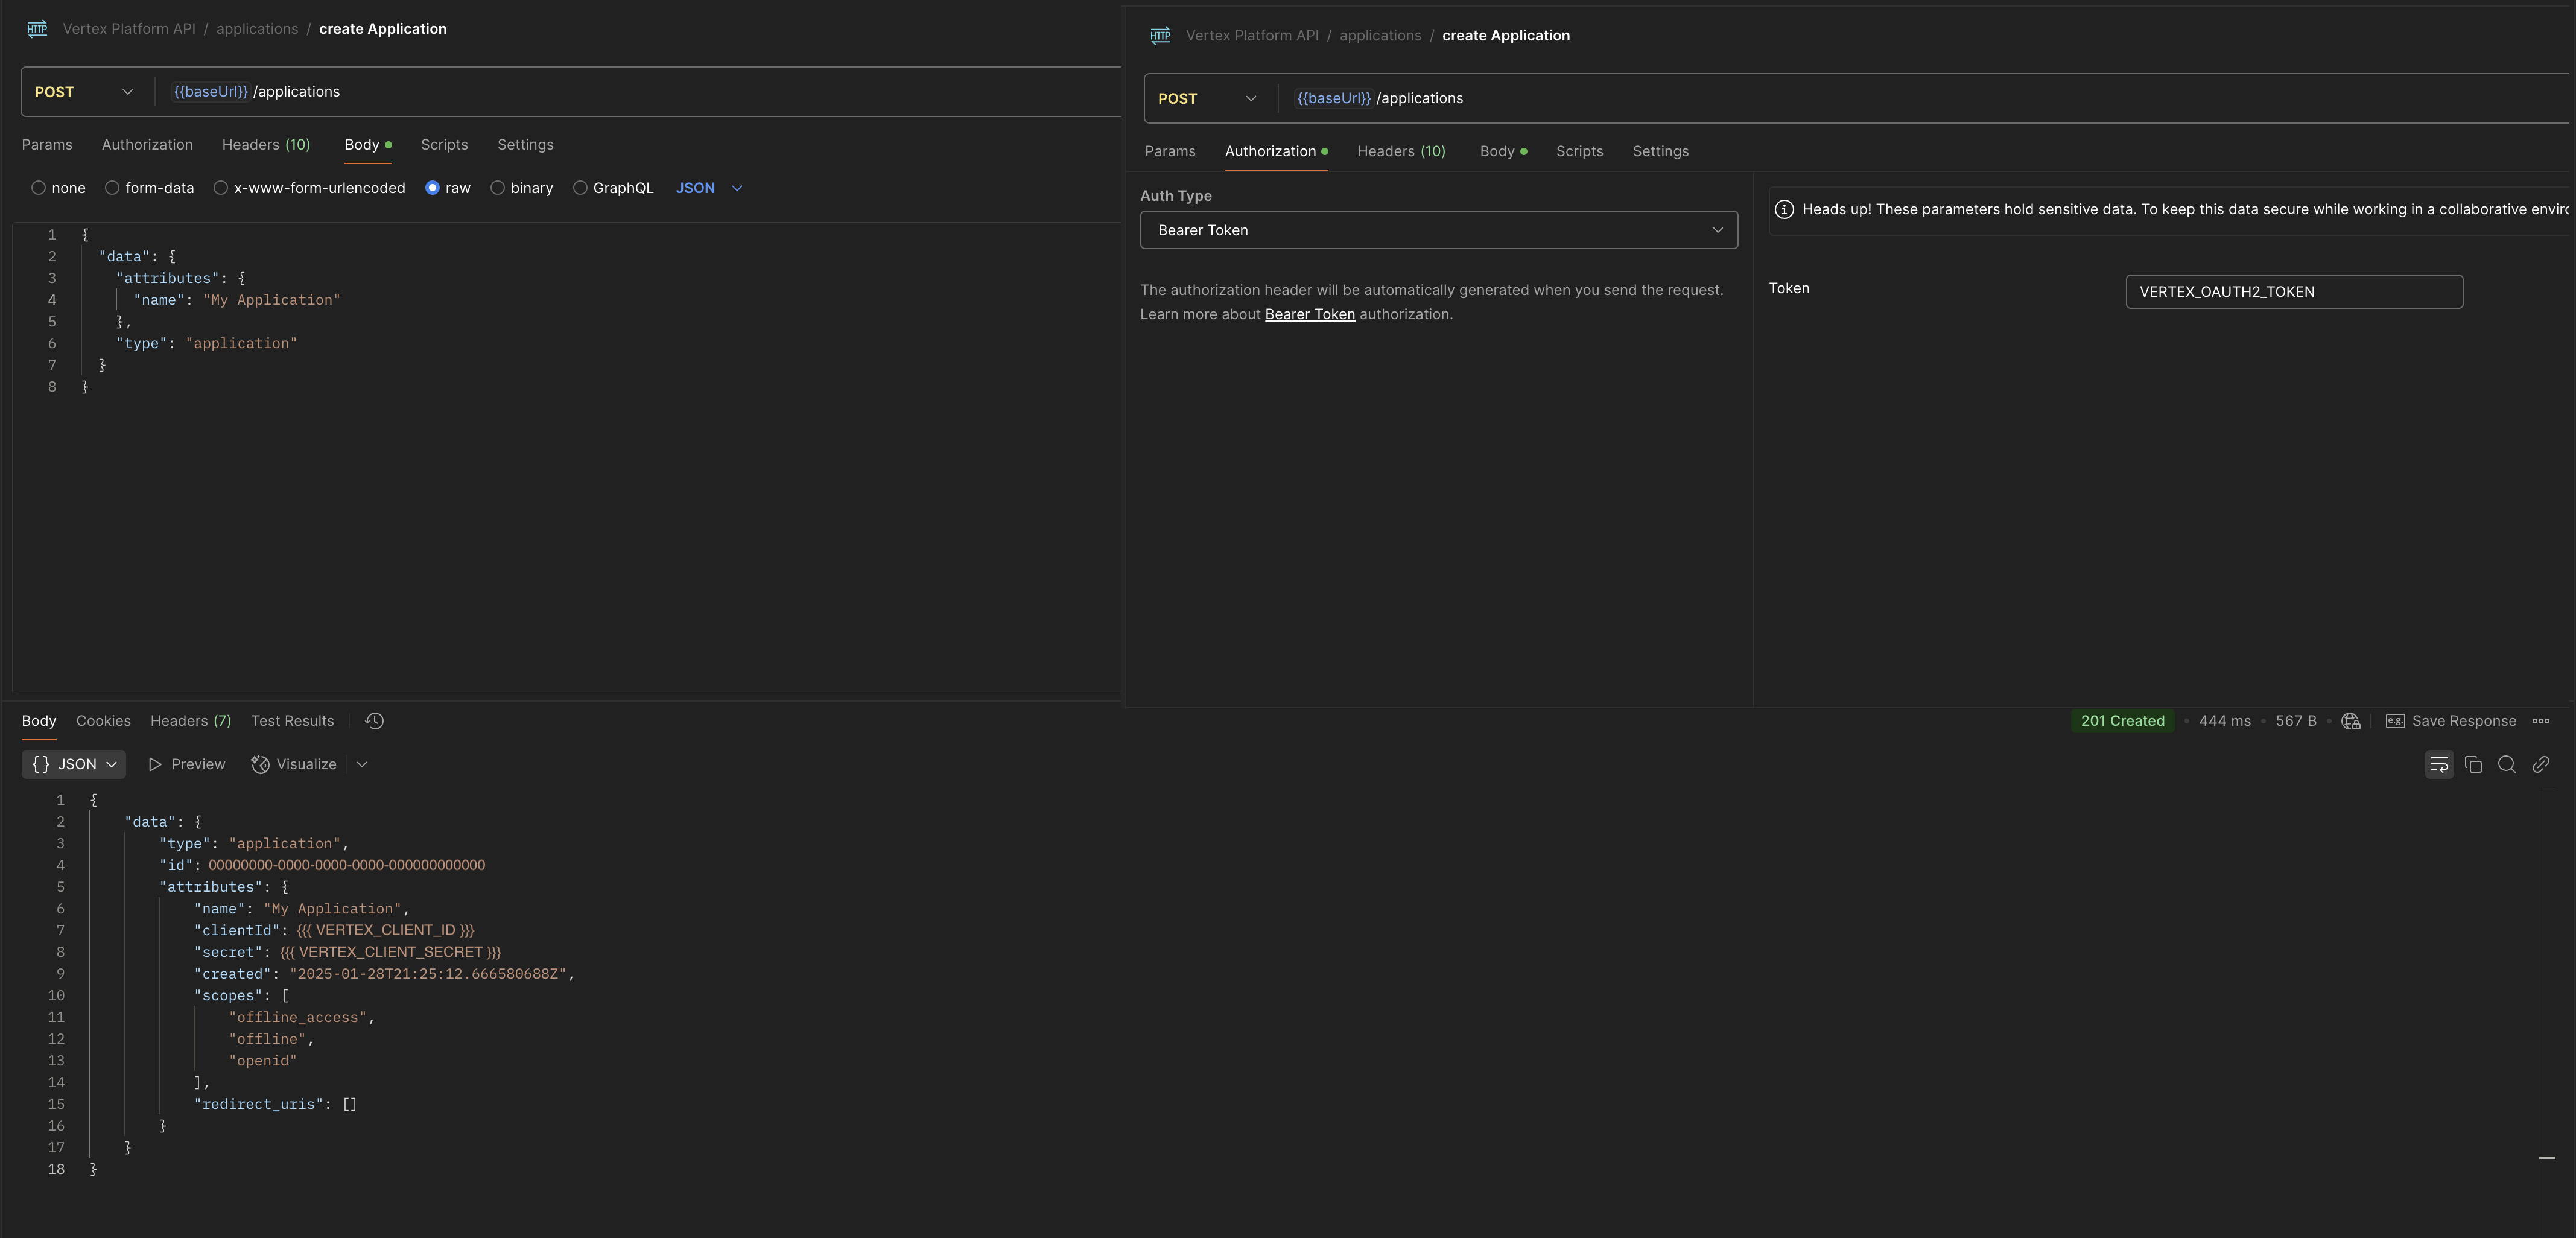 HTTP Vertex Platform API / applications / create Application
POST {{baseUrl}} /applications
Params Authorization Headers (10) Body Scripts Settings
none form-data x-www-form-urlencoded raw binary GraphQL JSON
1 {
2 "data": {
3 "attributes": {
4 "name": "My Application"
5 },
6 "type": "application"
7 }
8 }
HTTP Vertex Platform API / applications / create Application
POST {{baseUrl}} /applications
Params Authorization Headers (10) Body Scripts Settings
Auth Type
Bearer Token
The authorization header will be automatically generated when you send the request.
Learn more about Bearer Token authorization.
Heads up! These parameters hold sensitive data. To keep this data secure while working in a collaborative enviro
Token VERTEX_OAUTH2_TOKEN
Body Cookies Headers (7) Test Results 201 Created • 444 ms • 567 B • e.g. Save Response
{} JSON Preview Visualize
1 {
2 "data": {
3 "type": "application",
4 "id": 00000000-0000-0000-0000-000000000000
5 "attributes": {
6 "name": "My Application",
7 "clientId": {{{ VERTEX_CLIENT_ID }}}
8 "secret": {{{ VERTEX_CLIENT_SECRET }}}
9 "created": "2025-01-28T21:25:12.666580688Z",
10 "scopes": [
11 "offline_access",
12 "offline",
13 "openid"
14 ],
15 "redirect_uris": []
16 }
17 }
18 }